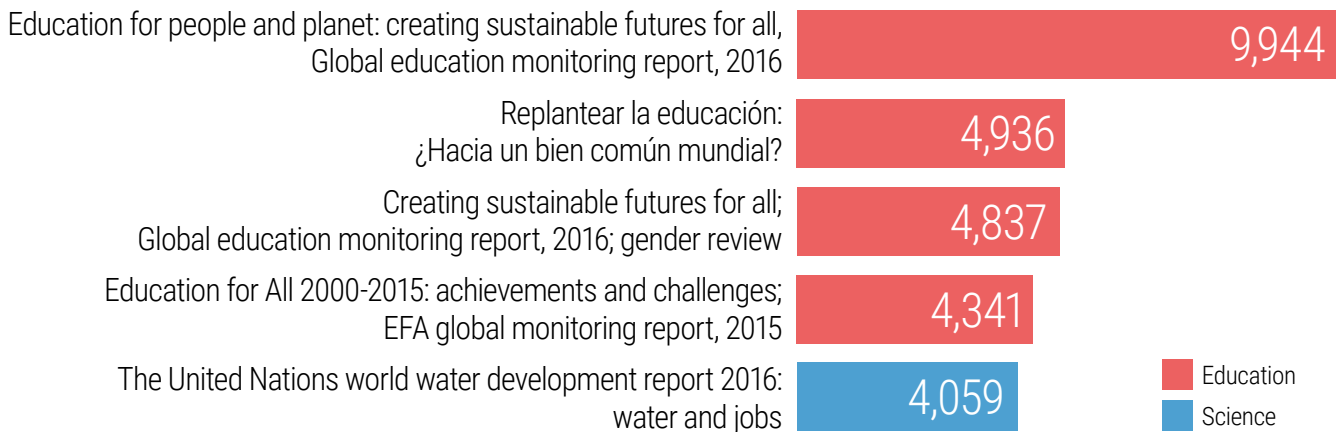 Education for people and planet: creating sustainable futures for all,
Global education monitoring report, 2016
9,944
Replantear la educación:
¿Hacia un bien común mundial?
4,936
Creating sustainable futures for all;
Global education monitoring report, 2016; gender review
4,837
Education for All 2000-2015: achievements and challenges;
EFA global monitoring report, 2015
4,341
The United Nations world water development report 2016:
water and jobs
4,059
Education
Science